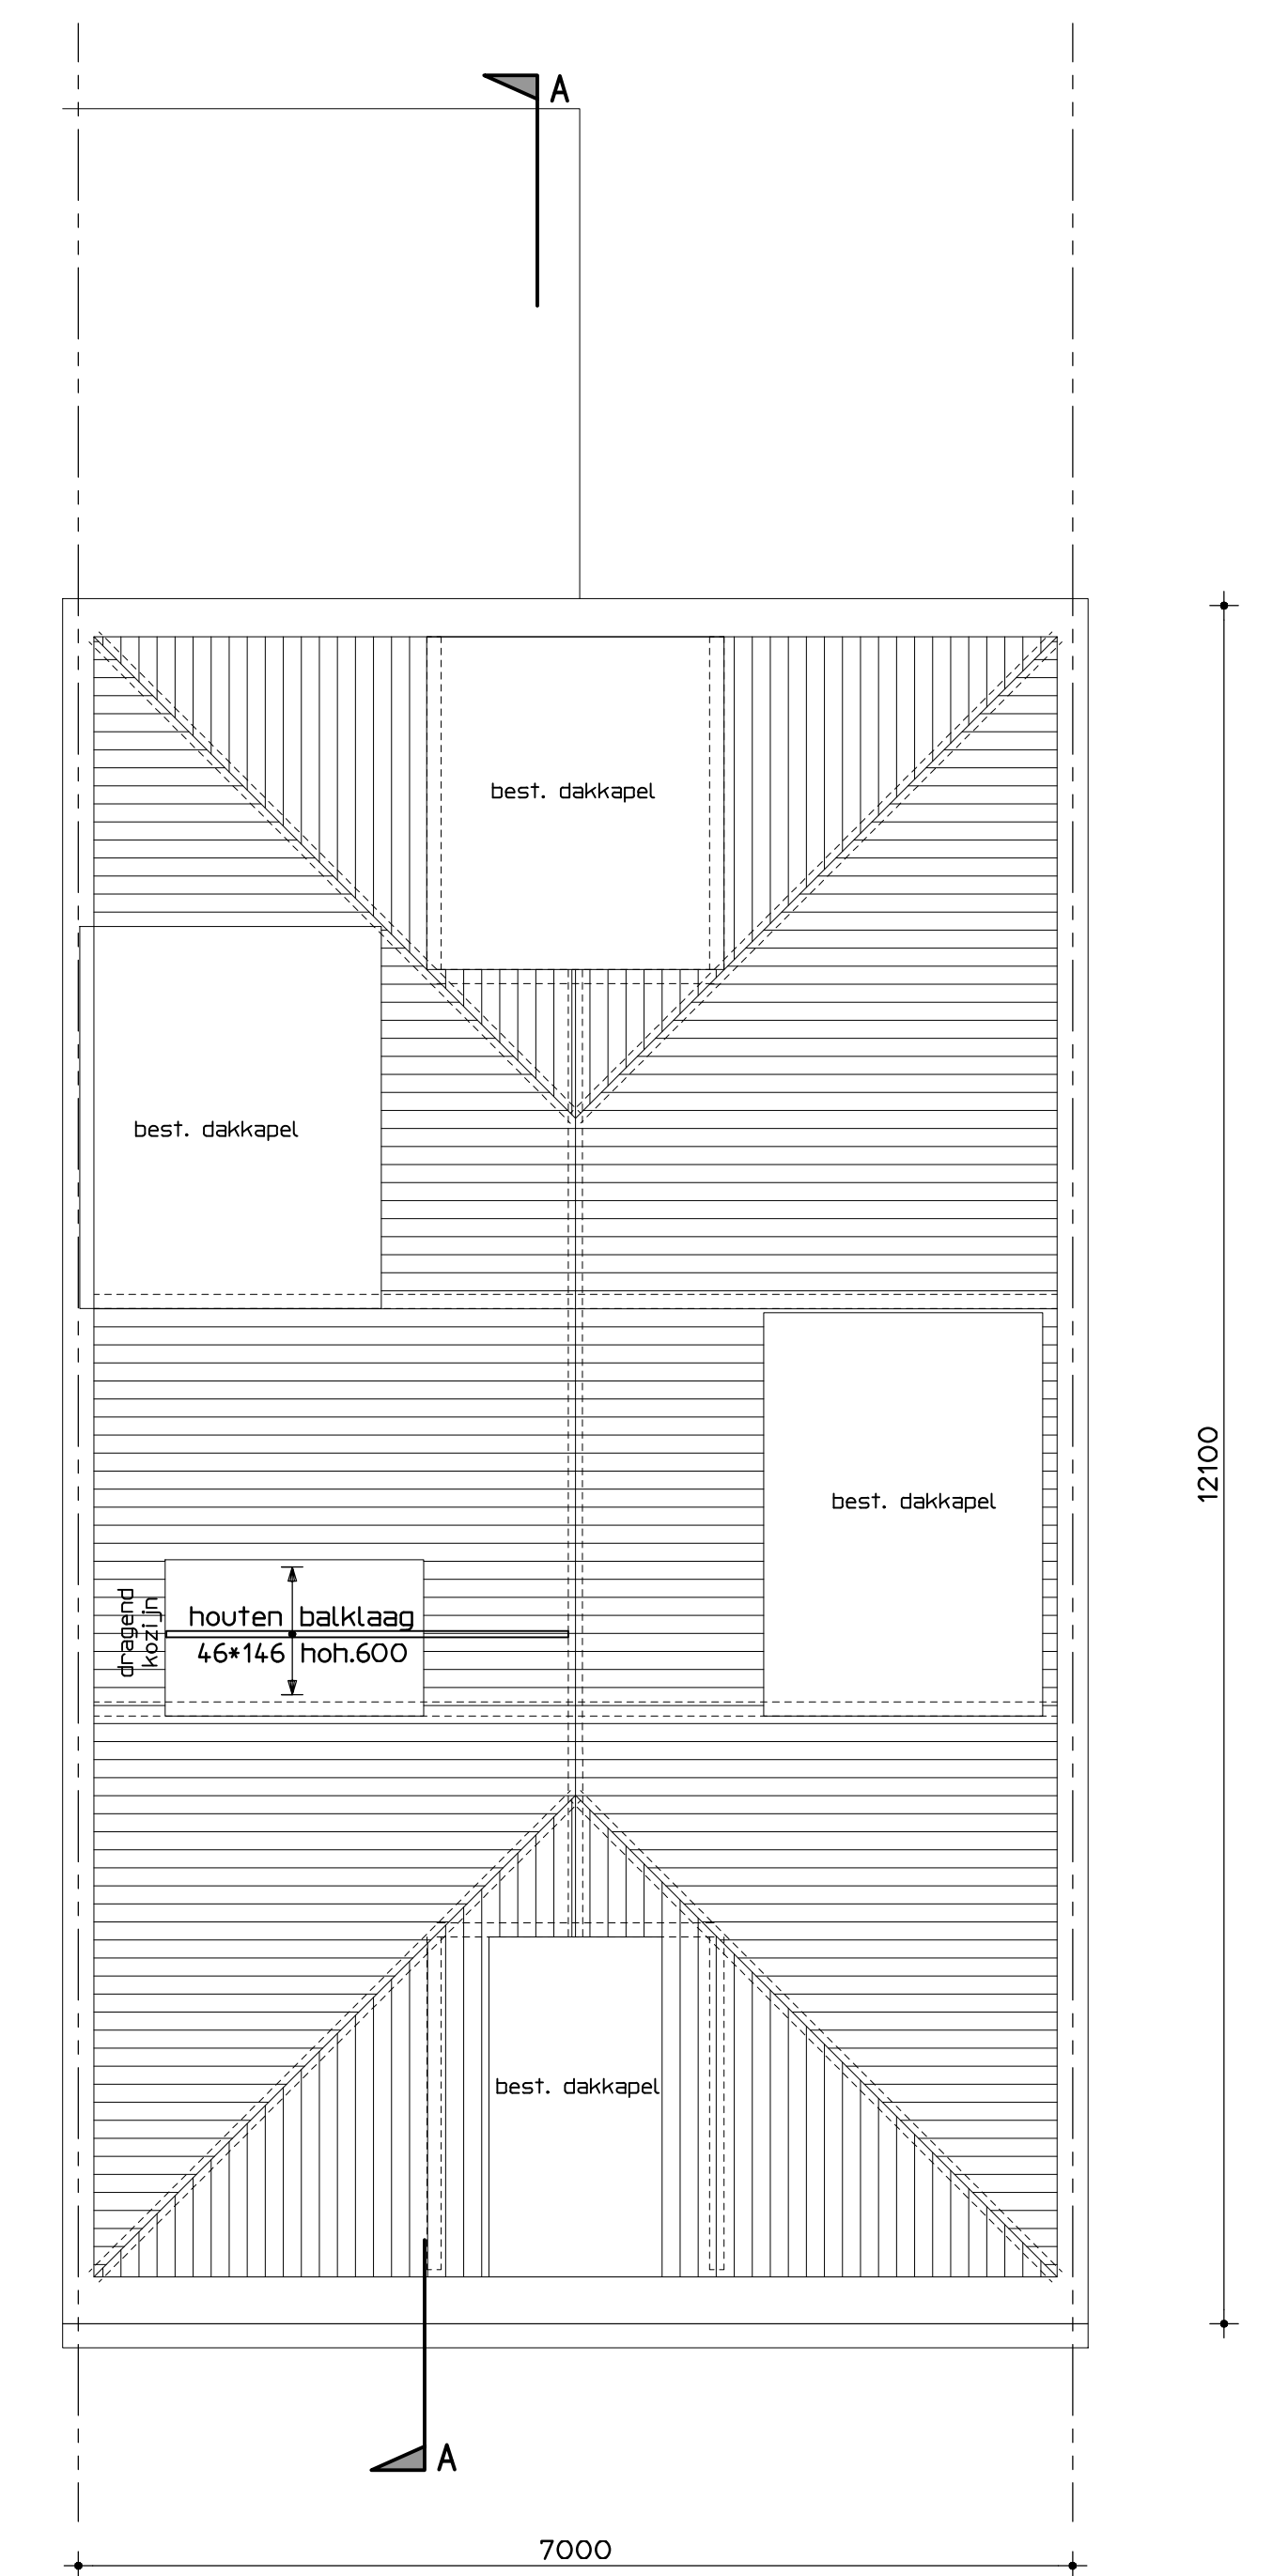 A
best. dakkapel
best. dakkapel
12100
best. dakkapel
dragend
kozijn
houten balklaag
46*146 hoh.600
best. dakkapel
A
7000